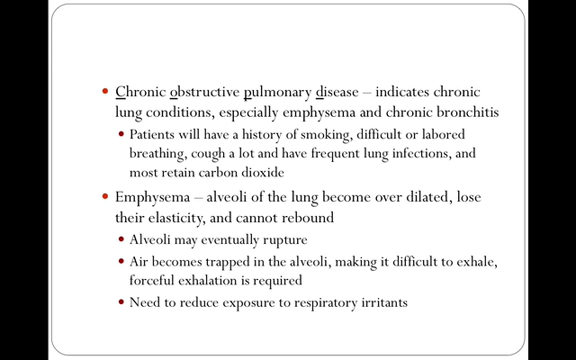 • Chronic obstructive pulmonary disease – indicates chronic
lung conditions, especially emphysema and chronic bronchitis
• Patients will have a history of smoking, difficult or labored
breathing, cough a lot and have frequent lung infections, and
most retain carbon dioxide
• Emphysema – alveoli of the lung become over dilated, lose
their elasticity, and cannot rebound
• Alveoli may eventually rupture
• Air becomes trapped in the alveoli, making it difficult to exhale,
forceful exhalation is required
• Need to reduce exposure to respiratory irritants